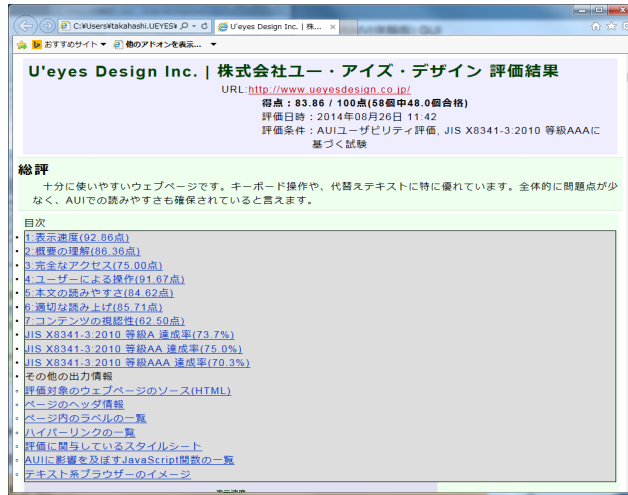 C:¥Users¥takahashi.UEYES¥
U'eyes Design Inc. | 株...
おすすめサイト
他のアドオンを表示...
U'eyes Design Inc. | 株式会社ユー・アイズ・デザイン 評価結果
URL:http://www.ueyesdesign.co.jp/
得点：83.86 / 100点(58個中48.0個合格)
評価日時：2014年08月26日 11:42
評価条件：AUIユーザビリティ評価, JIS X8341-3:2010 等級AAAに
基づく試験
総評
十分に使いやすいウェブページです。キーボード操作や、代替えテキストに特に優れています。全体的に問題点が少
なく、AUIでの読みやすさも確保されていると言えます。
目次
• 1:表示速度(92.86点)
• 2:概要の理解(86.36点)
• 3:完全なアクセス(75.00点)
• 4:ユーザーによる操作(91.67点)
• 5:本文の読みやすさ(84.62点)
• 6:適切な読み上げ(85.71点)
• 7:コンテンツの視認性(62.50点)
• JIS X8341-3:2010 等級A 達成率(73.7%)
• JIS X8341-3:2010 等級AA 達成率(75.0%)
• JIS X8341-3:2010 等級AAA 達成率(70.3%)
• その他の出力情報
◦ 評価対象のウェブページのソース(HTML)
◦ ページのヘッダ情報
◦ ページ内のラベルの一覧
◦ ハイパーリンクの一覧
◦ 評価に関与しているスタイルシート
◦ AUIに影響を及ぼすJavaScript関数の一覧
◦ テキスト系ブラウザーのイメージ